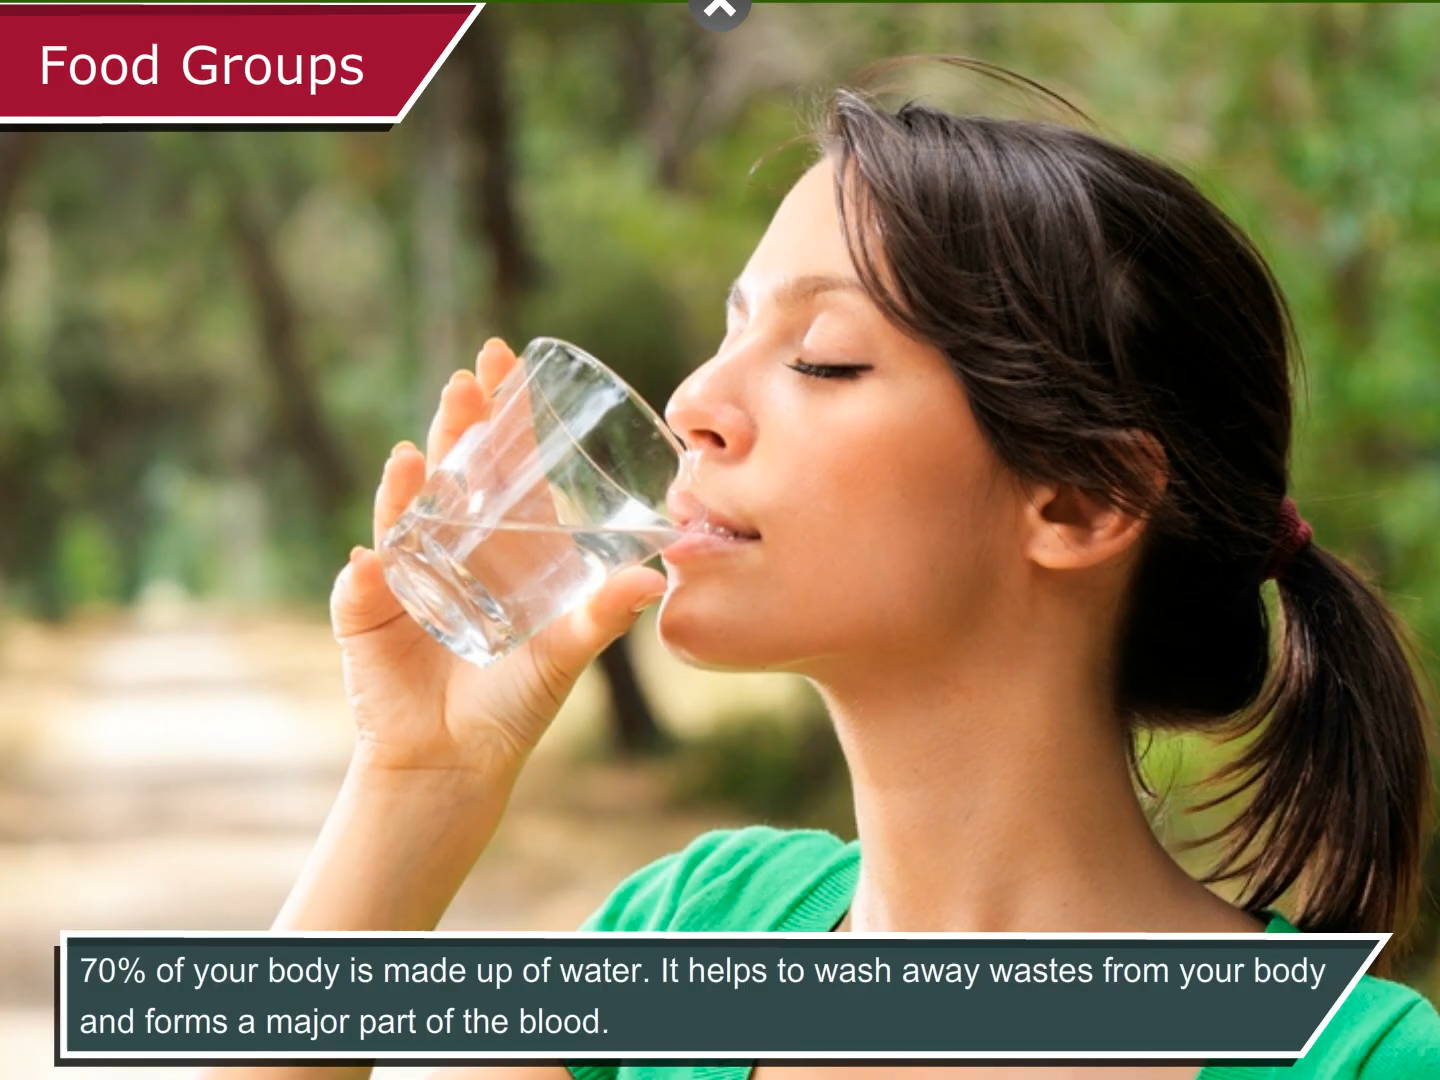 Food Groups
70% of your body is made up of water. It helps to wash away wastes from your body
and forms a major part of the blood.